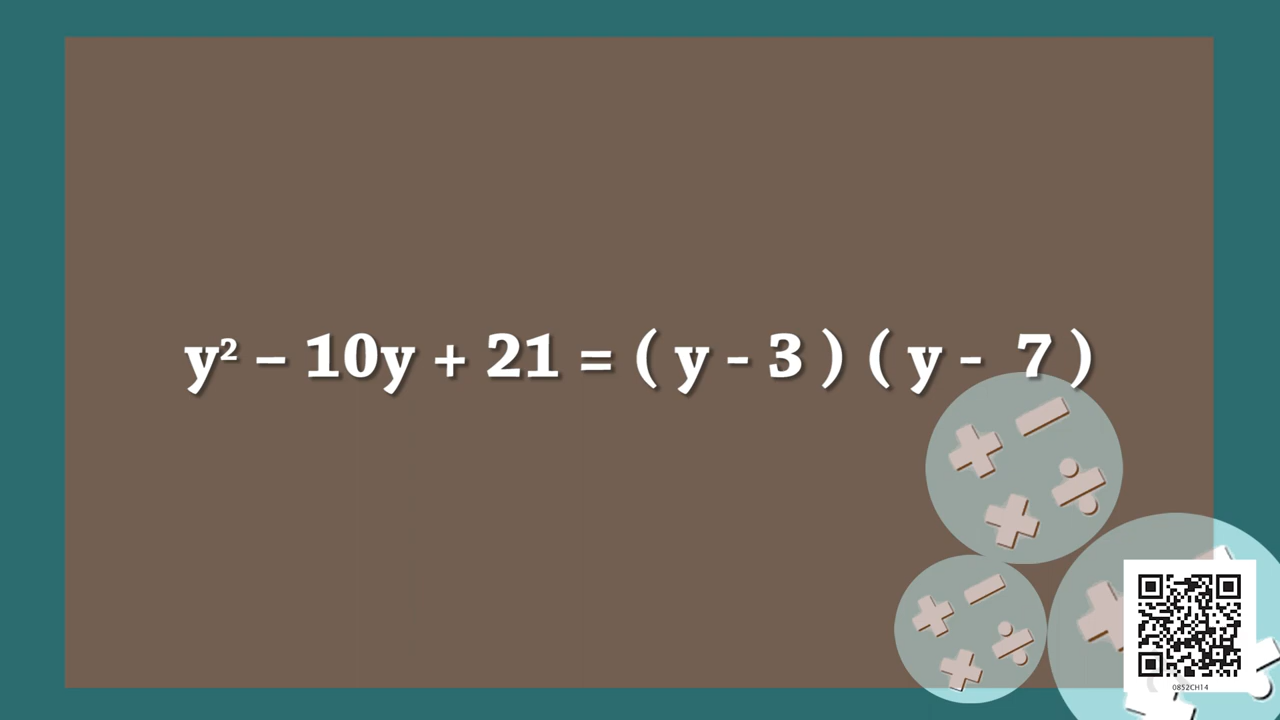 y² – 10y + 21 = ( y - 3 ) ( y - 7 )
0852CH14